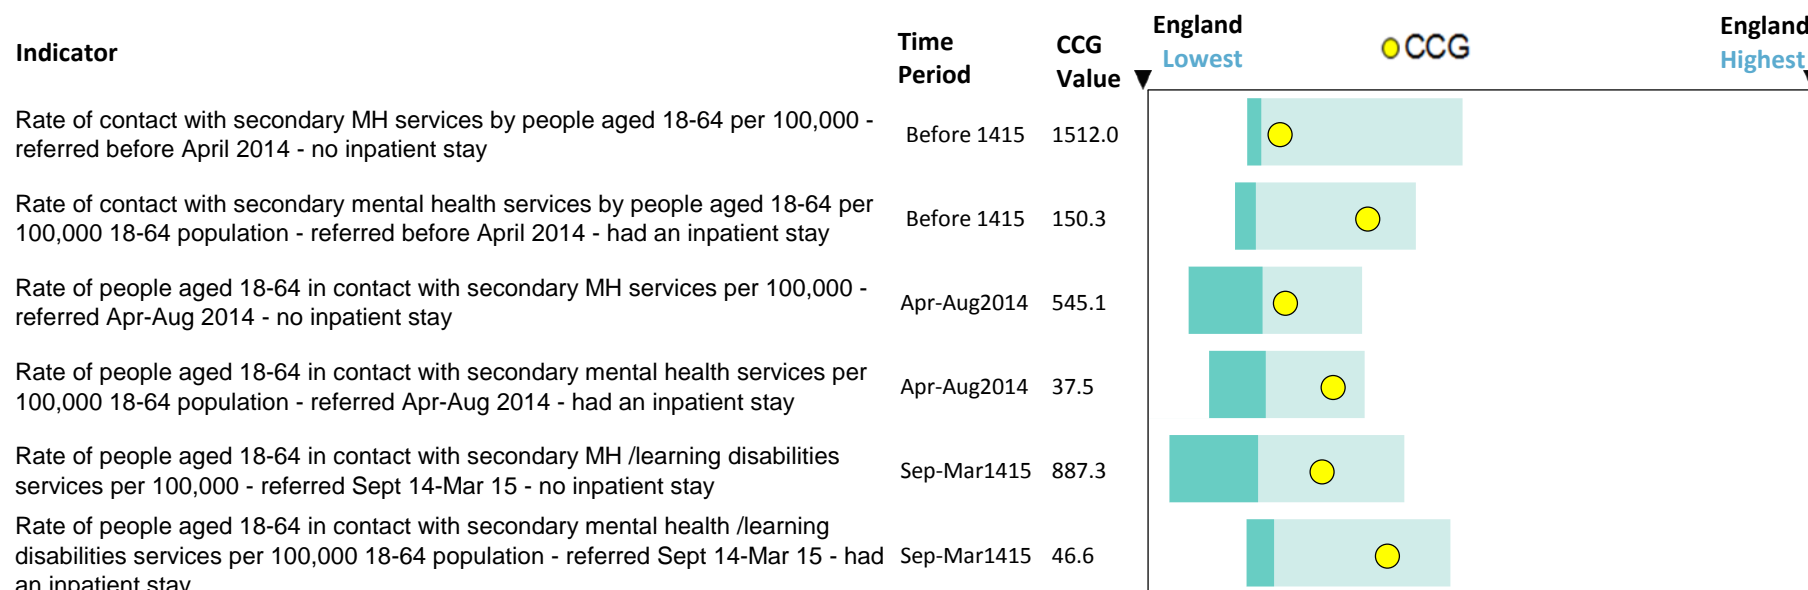 Indicator
Time Period
CCG Value
England Lowest
CCG
England Highest
Rate of contact with secondary MH services by people aged 18-64 per 100,000 -
referred before April 2014 - no inpatient stay
Before 1415 1512.0
Rate of contact with secondary mental health services by people aged 18-64 per
100,000 18-64 population - referred before April 2014 - had an inpatient stay
Before 1415 150.3
Rate of people aged 18-64 in contact with secondary MH services per 100,000 -
referred Apr-Aug 2014 - no inpatient stay
Apr-Aug2014 545.1
Rate of people aged 18-64 in contact with secondary mental health services per
100,000 18-64 population - referred Apr-Aug 2014 - had an inpatient stay
Apr-Aug2014 37.5
Rate of people aged 18-64 in contact with secondary MH /learning disabilities
services per 100,000 - referred Sept 14-Mar 15 - no inpatient stay
Sep-Mar1415 887.3
Rate of people aged 18-64 in contact with secondary mental health /learning
disabilities services per 100,000 18-64 population - referred Sept 14-Mar 15 - had
an inpatient stay
Sep-Mar1415 46.6